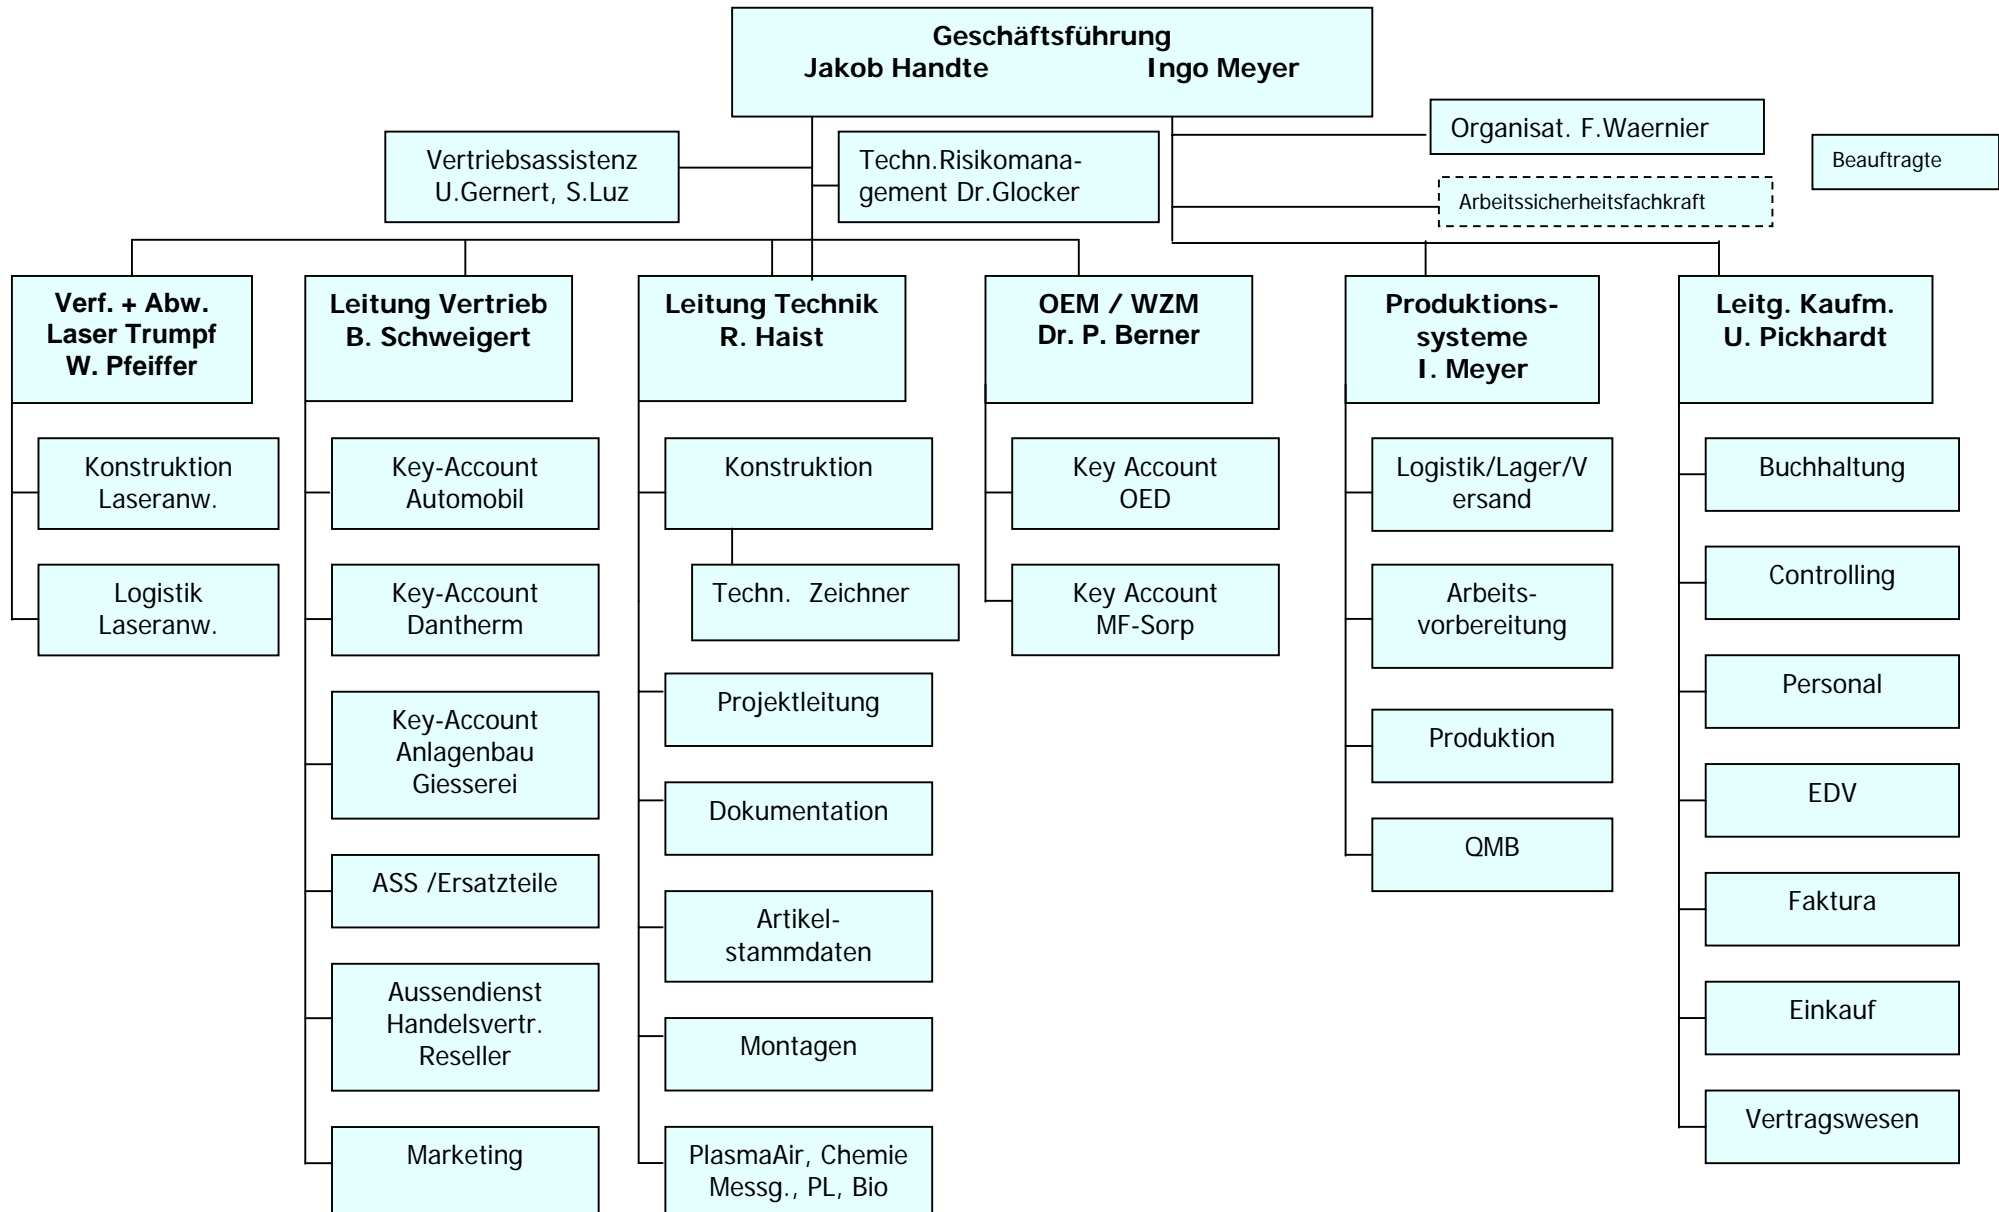 Geschäftsführung
Jakob Handte Ingo Meyer
Organisat. F.Waernier
Vertriebsassistenz
U.Gernert, S.Luz
Techn.Risikomana-
gement Dr.Glocker
Beauftragte
Arbeitssicherheitsfachkraft
Verf. + Abw.
Laser Trumpf
W. Pfeiffer
Leitung Vertrieb
B. Schweigert
Leitung Technik
R. Haist
OEM / WZM
Dr. P. Berner
Produktions-
systeme
I. Meyer
Leitg. Kaufm.
U. Pickhardt
Konstruktion
Laseranw.
Logistik
Laseranw.
Key-Account
Automobil
Key-Account
Dantherm
Key-Account
Anlagenbau
Giesserei
ASS /Ersatzteile
Aussendienst
Handelsvertr.
Reseller
Marketing
Konstruktion
Techn. Zeichner
Projektleitung
Dokumentation
Artikel-
stammdaten
Montagen
PlasmaAir, Chemie
Messg., PL, Bio
Key Account
OED
Key Account
MF-Sorp
Logistik/Lager/V
ersand
Arbeits-
vorbereitung
Produktion
QMB
Buchhaltung
Controlling
Personal
EDV
Faktura
Einkauf
Vertragswesen